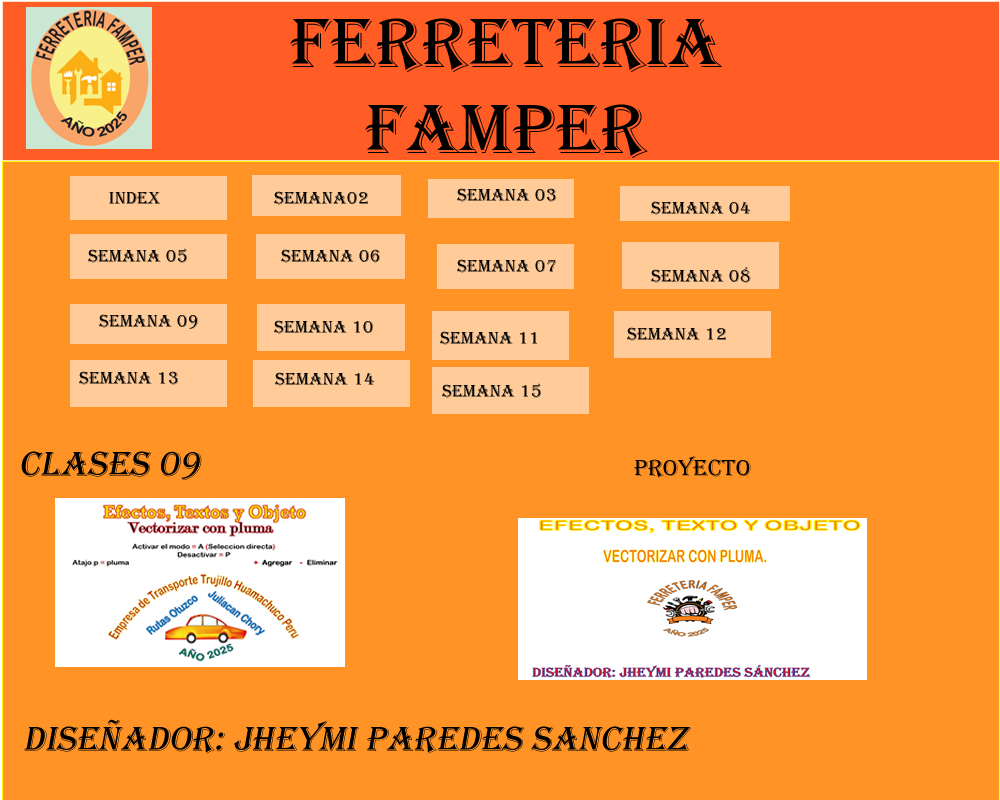 FERRETERIA FAMPER
AÑO 2025
FERRETERIA
FAMPER
INDEX
SEMANA02
SEMANA 03
SEMANA 04
SEMANA 05
SEMANA 06
SEMANA 07
SEMANA 08
SEMANA 09
SEMANA 10
SEMANA 11
SEMANA 12
SEMANA 13
SEMANA 14
SEMANA 15
CLASES 09
PROYECTO
Efectos, Textos y Objeto
Vectorizar con pluma
Activar el modo = A (Seleccion directa)
Desactivar = P
Atajo p = pluma
+ Agregar - Eliminar
Empresa de Transporte Trujillo Huamachuco Peru
Rutas Otuzco Juliacan Chory
AÑO 2025
EFECTOS, TEXTO Y OBJETO
VECTORIZAR CON PLUMA.
FERRETERIA FAMPER
AÑO 2025
DISEÑADOR: JHEYMI PAREDES SÁNCHEZ
DISEÑADOR: JHEYMI PAREDES SANCHEZ